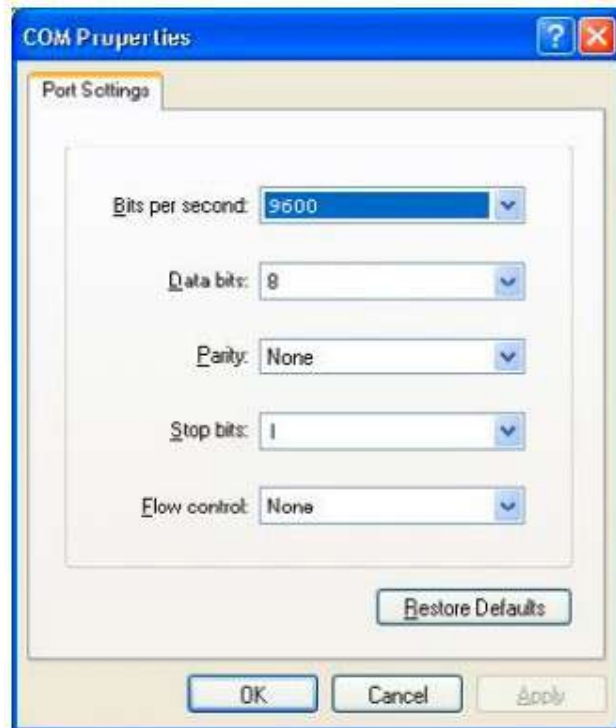 COM Properties
Port Settings
Bits per second: 9600
Data bits: 8
Parity: None
Stop bits: 1
Flow control: None
Restore Defaults
OK Cancel Apply